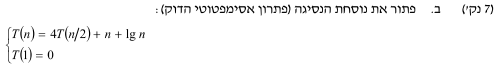 (7 נק') ב. פתור את נוסחת הנסיגה (פתרון אסימפטוטי הדוק) :
T(n) = 4T(n/2) + n + lg n
T(1) = 0